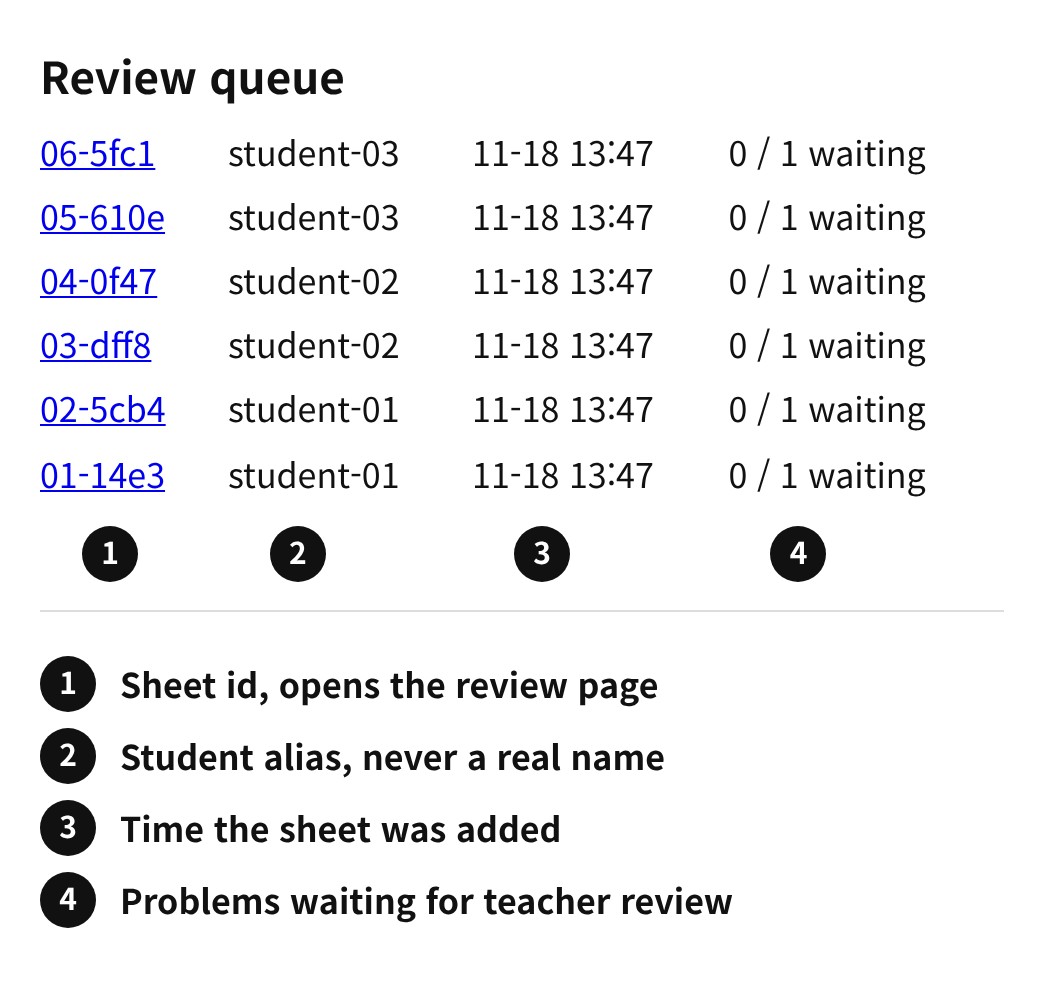 Review queue
06-5fc1 student-03 11-18 13:47 0 / 1 waiting
05-610e student-03 11-18 13:47 0 / 1 waiting
04-0f47 student-02 11-18 13:47 0 / 1 waiting
03-dff8 student-02 11-18 13:47 0 / 1 waiting
02-5cb4 student-01 11-18 13:47 0 / 1 waiting
01-14e3 student-01 11-18 13:47 0 / 1 waiting
1 2 3 4
1 Sheet id, opens the review page
2 Student alias, never a real name
3 Time the sheet was added
4 Problems waiting for teacher review